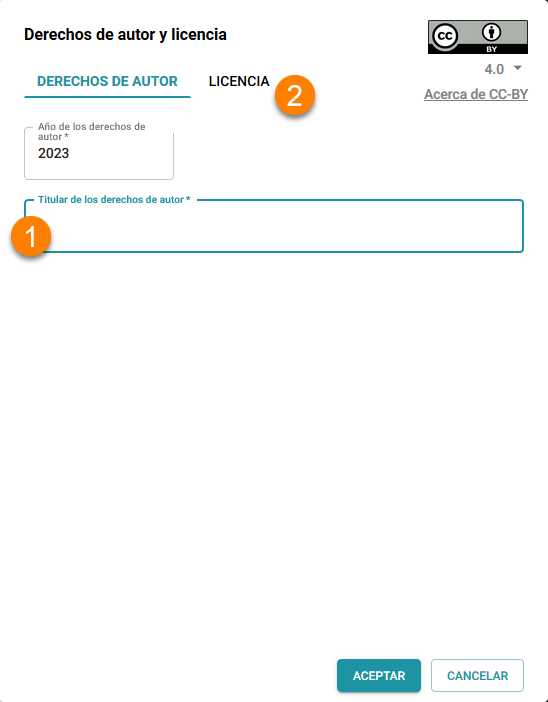 Derechos de autor y licencia
CC BY
4.0
DERECHOS DE AUTOR
LICENCIA
2
Acerca de CC-BY
Año de los derechos de
autor *
2023
Titular de los derechos de autor *
1
ACEPTAR
CANCELAR